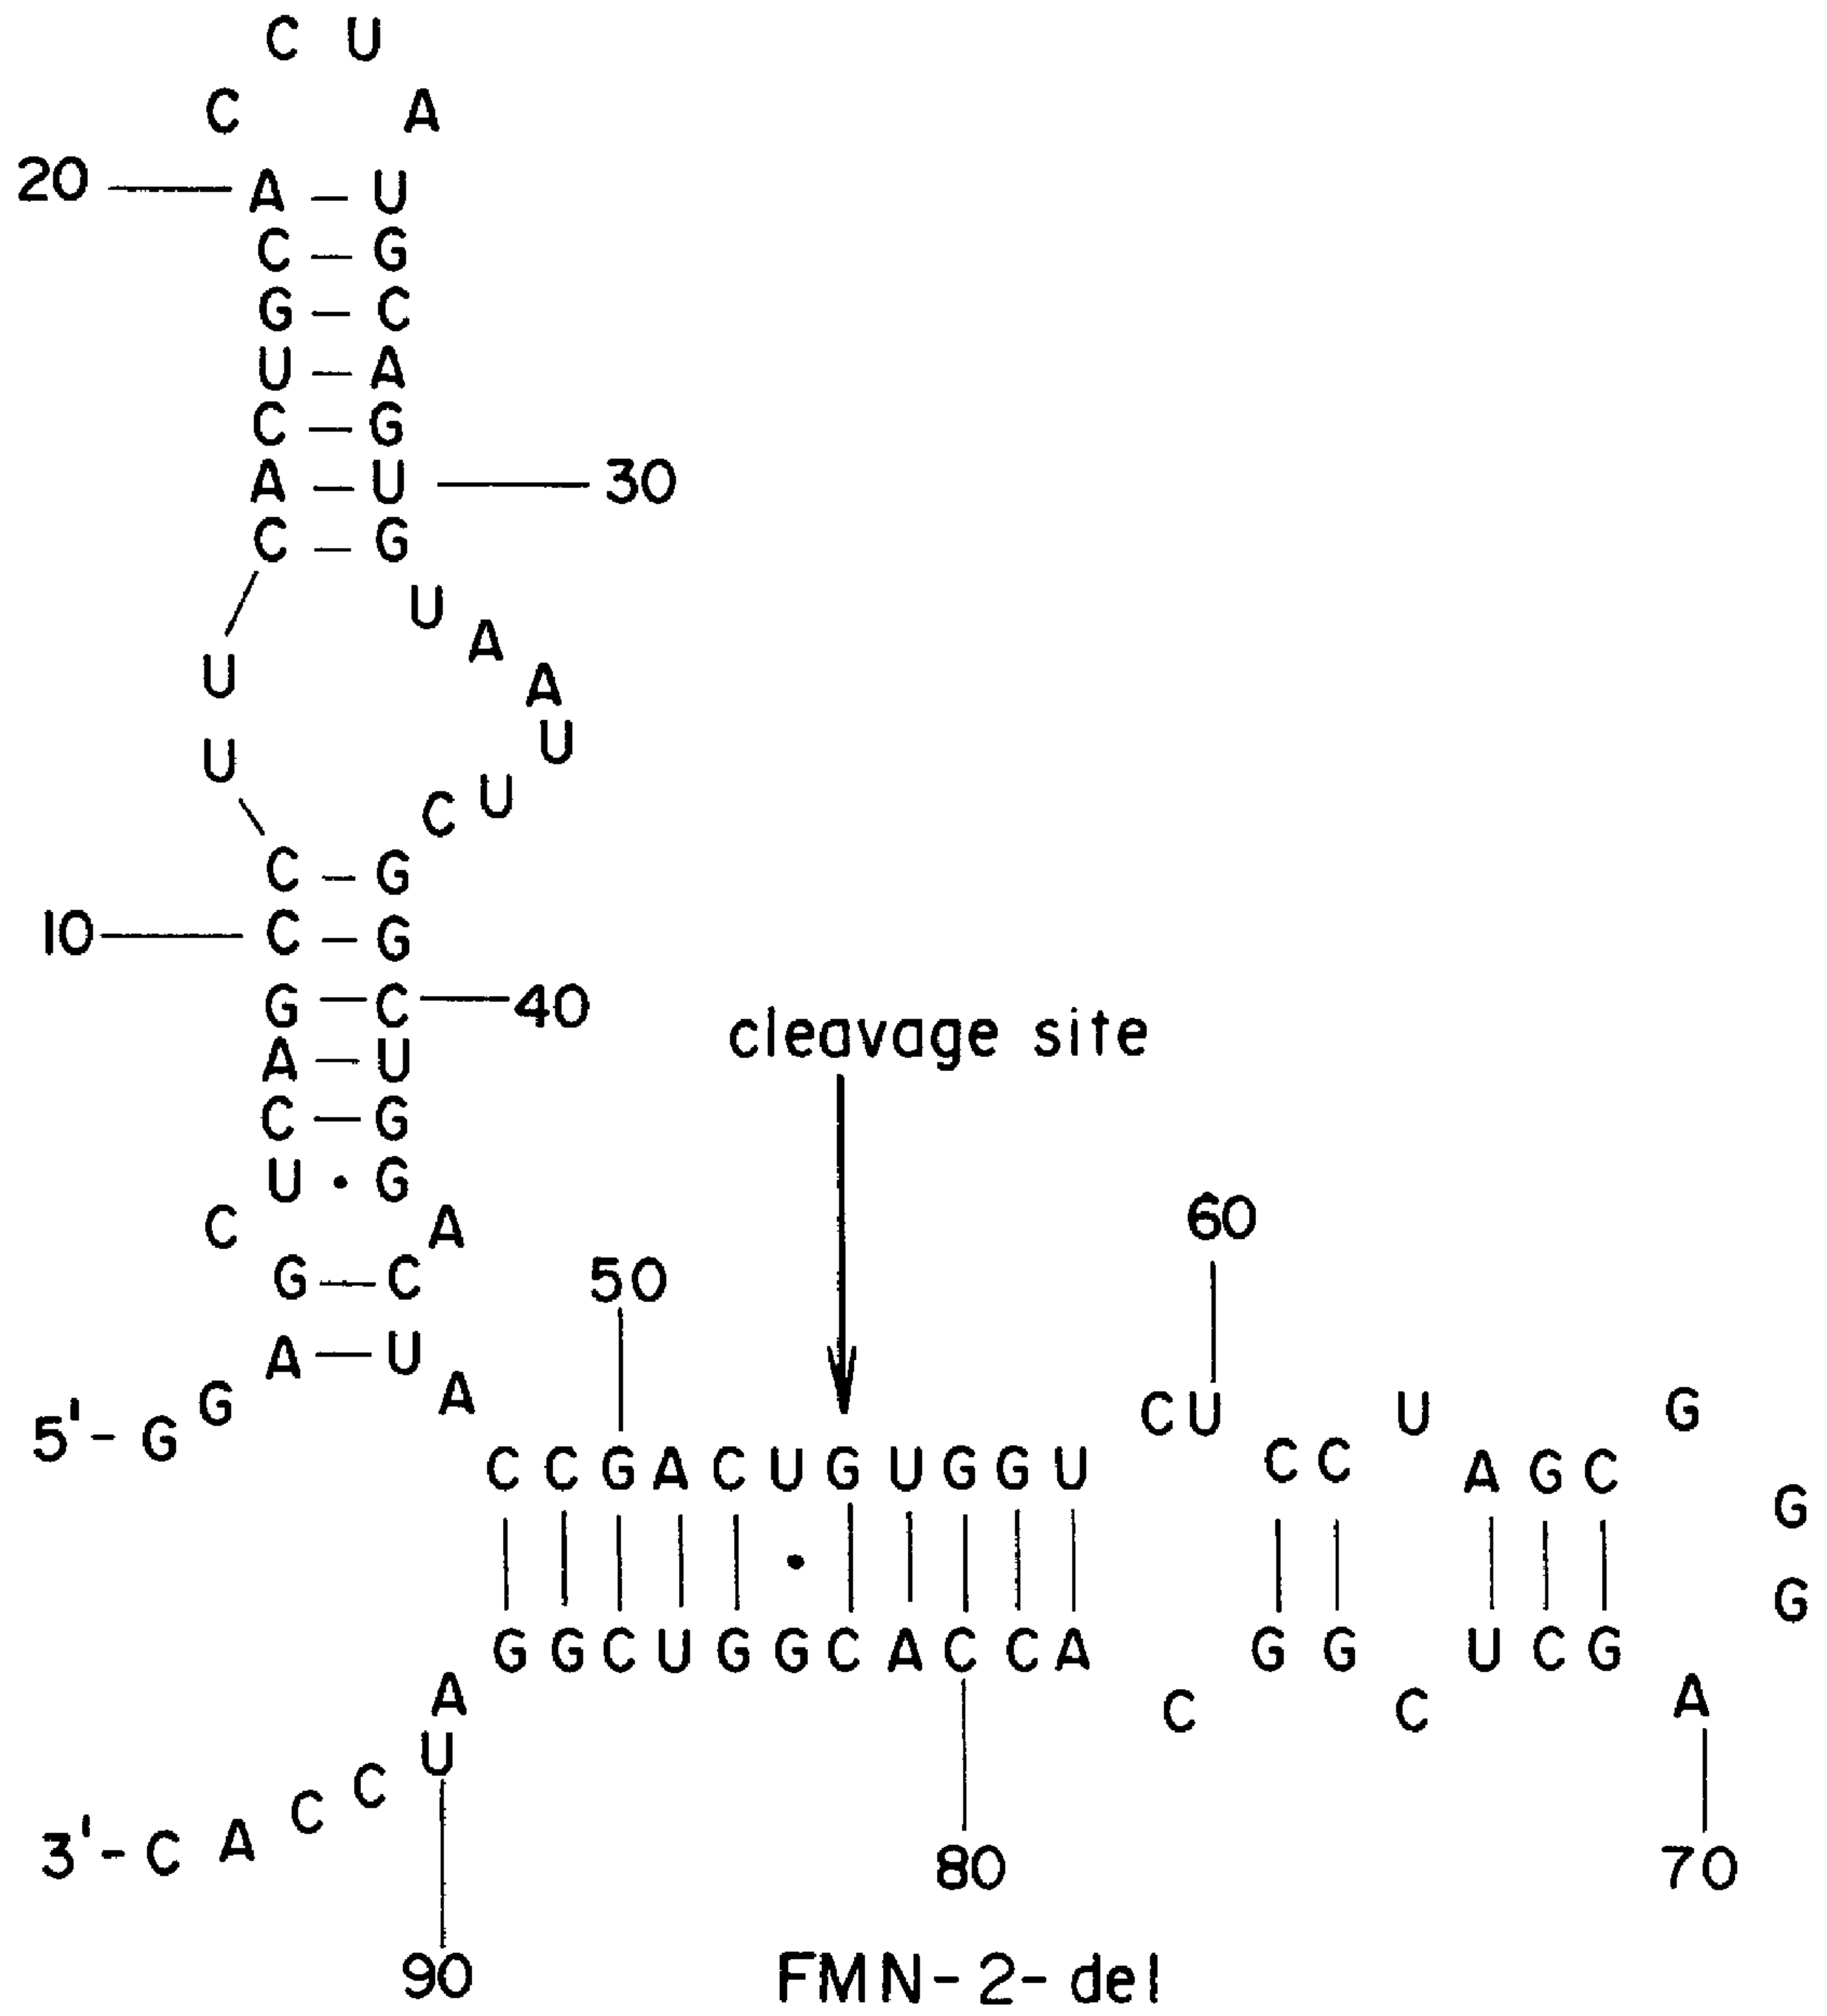 C U
C A
20 A – U
C – G
G – C
U – A
C – G
A – U 30
C – G
U
A
U A
U
U
C U
C – G
10 C – G
G – C 40
A – U
C – G
U · G
C A
G – C
A – U
5'- G G A
cleavage site
50
60
CU U G
C C G A C U G U G G U C C A G C G
G
G G C U G G C A C C A G G U C G
A C C A
U
3'- C A C C
80 70
90
FMN-2-del